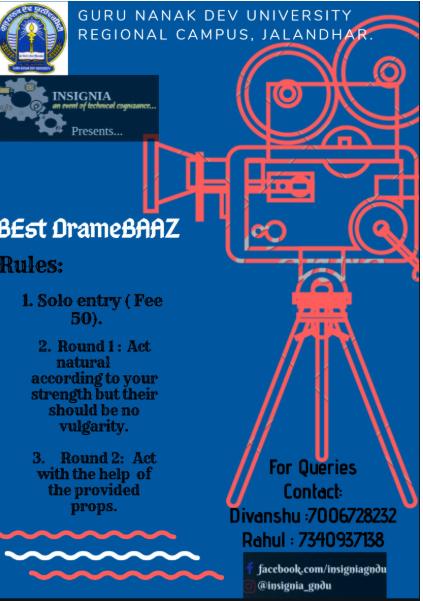 GURU NANAK DEV UNIVERSITY
REGIONAL CAMPUS, JALANDHAR.
INSIGNIA
an event of technical cognizance...
Presents...
BEst DrameBAAZ
Rules:
1. Solo entry ( Fee
50).
2. Round 1 : Act
natural
according to your
strength but their
should be no
vulgarity.
3. Round 2: Act
with the help of
the provided
props.
For Queries
Contact:
Divanshu :7006728232
Rahul : 7340937138
facebook.com/insigniagndu
@insignia_gndu